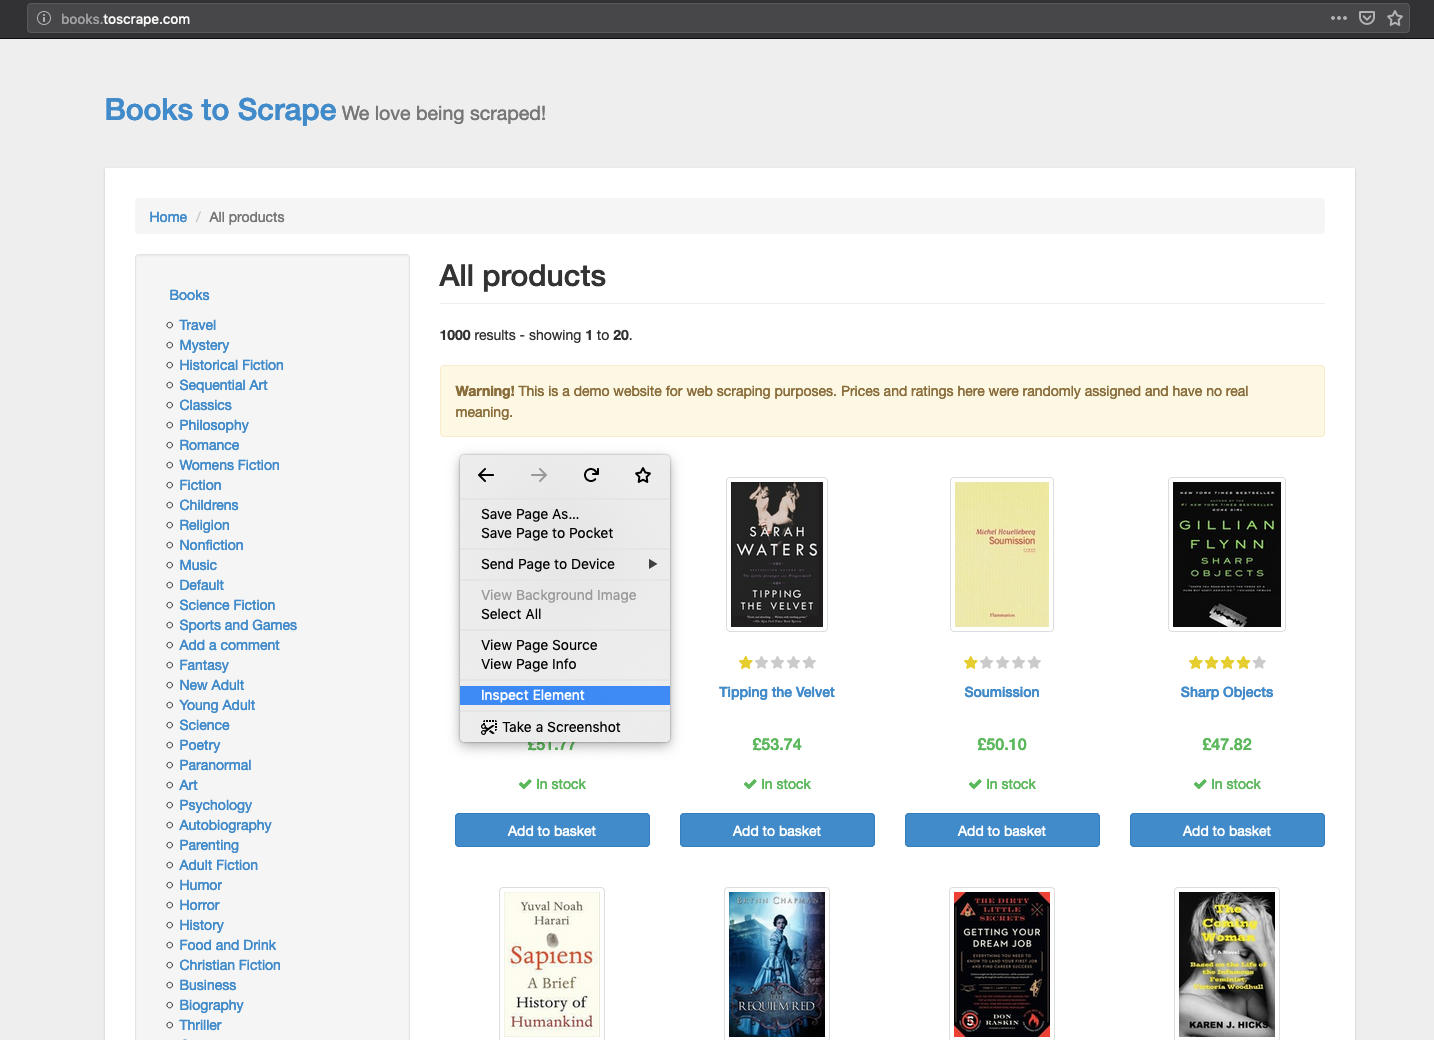 books.toscrape.com
Books to Scrape We love being scraped!
Home / All products
Books
Travel
Mystery
Historical Fiction
Sequential Art
Classics
Philosophy
Romance
Womens Fiction
Fiction
Childrens
Religion
Nonfiction
Music
Default
Science Fiction
Sports and Games
Add a comment
Fantasy
New Adult
Young Adult
Science
Poetry
Paranormal
Art
Psychology
Autobiography
Parenting
Adult Fiction
Humor
Horror
History
Food and Drink
Christian Fiction
Business
Biography
Thriller
All products
1000 results - showing 1 to 20.
Warning! This is a demo website for web scraping purposes. Prices and ratings here were randomly assigned and have no real
meaning.
Save Page As...
Save Page to Pocket
Send Page to Device
View Background Image
Select All
View Page Source
View Page Info
Inspect Element
Take a Screenshot
£51.77
In stock
Add to basket
SARAH
WATERS
TIPPING
THE VELVET
Tipping the Velvet
£53.74
In stock
Add to basket
Michel Houellebecq
Soumission
Flammarion
Soumission
£50.10
In stock
Add to basket
NEW YORK TIMES BESTSELLER
GONE GIRL
GILLIAN
FLYNN
SHARP
OBJECTS
Sharp Objects
£47.82
In stock
Add to basket
Yuval Noah
Harari
Sapiens
A Brief
History of
Humankind
REQUIEM RED
THE DIRTY
LITTLE
SECRETS
GETTING YOUR
DREAM JOB
DON
RASKIN
The
Coming
Woman
A Novel
Based on the Life of
the Infamous
Feminist,
Victoria Woodhull
KAREN J. HICKS